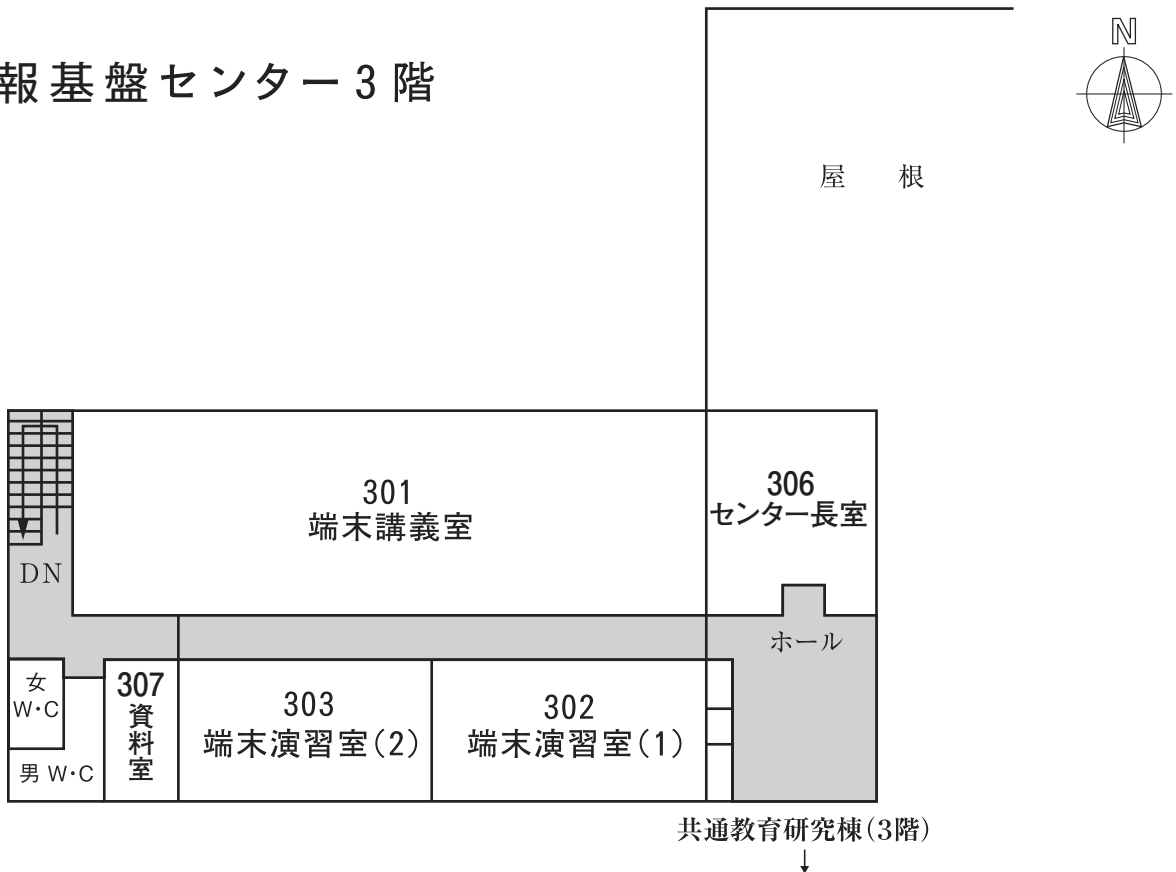 報基盤センター3階
N
屋 根
301
端末講義室
306
センター長室
DN
ホール
女
W・C
男 W・C
307
資料室
303
端末演習室(2)
302
端末演習室(1)
共通教育研究棟(3階)